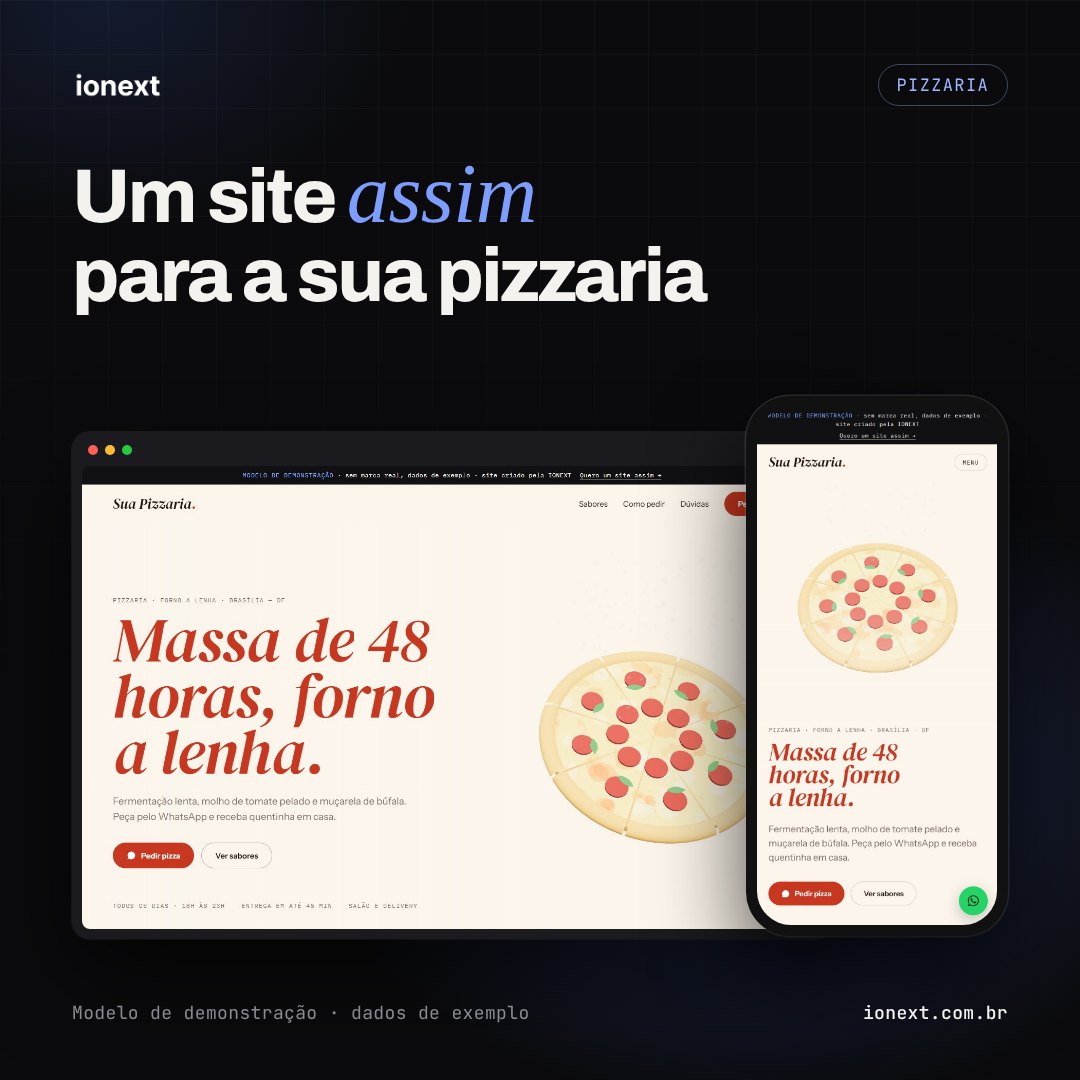 ionext
PIZZARIA
Um site assim
para a sua pizzaria
MODELO DE DEMONSTRAÇÃO · sem marca real, dados de exemplo · site criado pela IONEXT Quero um site assim →
Sua Pizzaria.
Sabores Como pedir Dúvidas Pe
PIZZARIA · FORNO A LENHA · BRASÍLIA — DF
Massa de 48
horas, forno
a lenha.
Fermentação lenta, molho de tomate pelado e muçarela de búfala.
Peça pelo WhatsApp e receba quentinha em casa.
Pedir pizza Ver sabores
TODOS OS DIAS · 18H ÀS 23H ENTREGA EM ATÉ 45 MIN SALÃO E DELIVERY
MODELO DE DEMONSTRAÇÃO · sem marca real, dados de exemplo ·
site criado pela IONEXT
Quero um site assim →
Sua Pizzaria.
MENU
PIZZARIA · FORNO A LENHA · BRASÍLIA — DF
Massa de 48
horas, forno
a lenha.
Fermentação lenta, molho de tomate pelado e
muçarela de búfala. Peça pelo WhatsApp e receba
quentinha em casa.
Pedir pizza Ver sabores
Modelo de demonstração · dados de exemplo
ionext.com.br